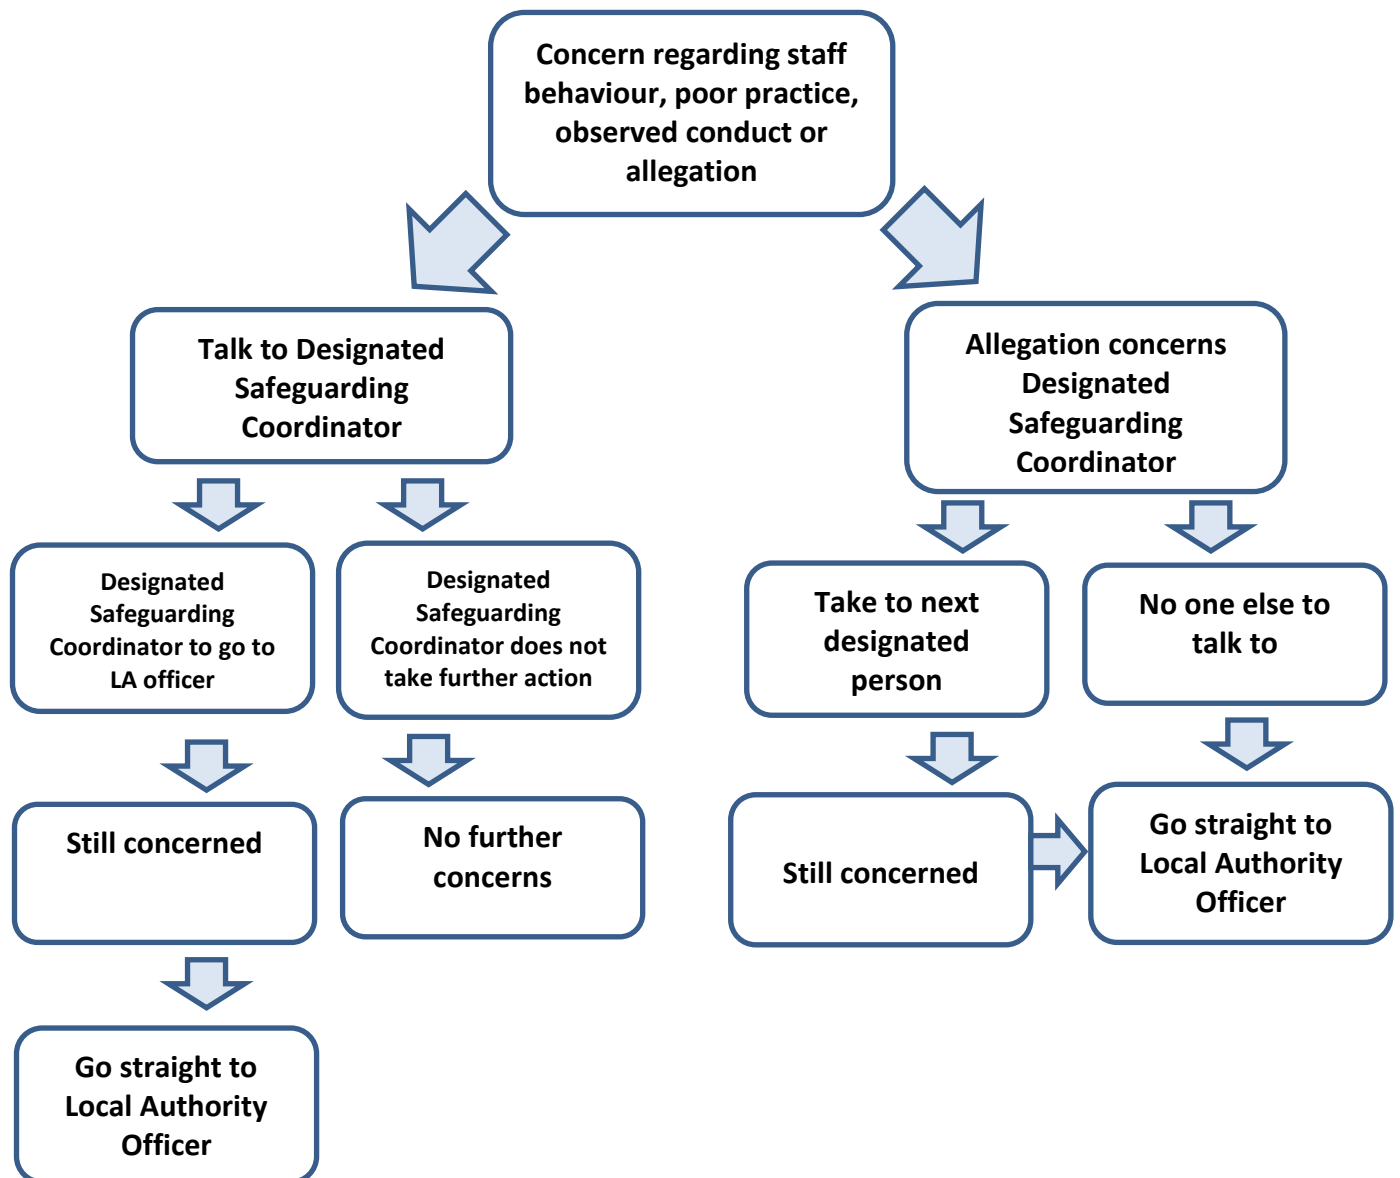 Concern regarding staff
behaviour, poor practice,
observed conduct or
allegation
Talk to Designated
Safeguarding
Coordinator
Allegation concerns
Designated
Safeguarding
Coordinator
Designated
Safeguarding
Coordinator to go to
LA officer
Designated
Safeguarding
Coordinator does not
take further action
Take to next
designated
person
No one else to
talk to
Still concerned
No further
concerns
Still concerned
Go straight to
Local Authority
Officer
Go straight to
Local Authority
Officer